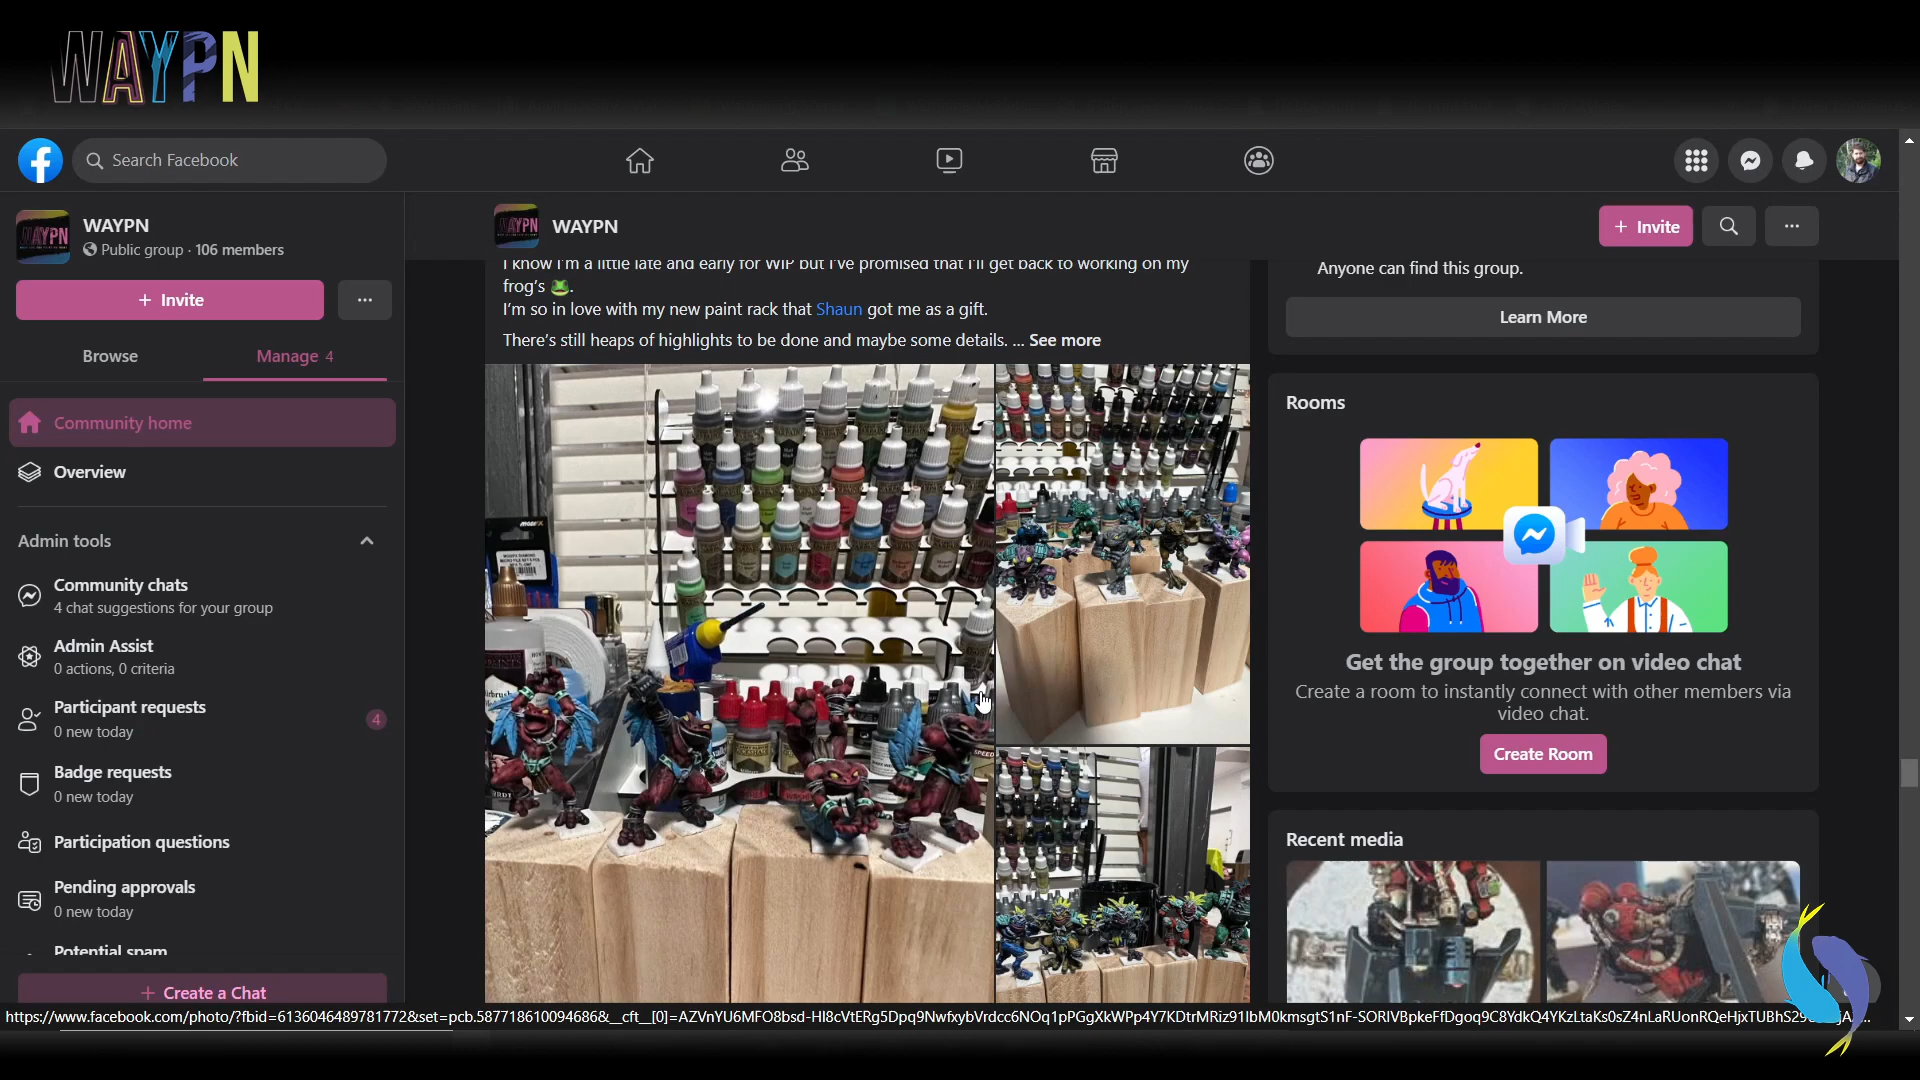 WAYPN
Search Facebook
WAYPN
Public group · 106 members
+ Invite
...
Browse
Manage 4
Community home
Overview
Admin tools
Community chats
4 chat suggestions for your group
Admin Assist
0 actions, 0 criteria
Participant requests
0 new today
4
Badge requests
0 new today
Participation questions
Pending approvals
0 new today
Potential spam
+ Create a Chat
WAYPN
WAYPN
+ Invite
...
I know I'm a little late and early for WIP but I've promised that I'll get back to working on my
frog's 🐸.
I'm so in love with my new paint rack that Shaun got me as a gift.
There's still heaps of highlights to be done and maybe some details. ... See more
Anyone can find this group.
Learn More
Rooms
Get the group together on video chat
Create a room to instantly connect with other members via
video chat.
Create Room
Recent media